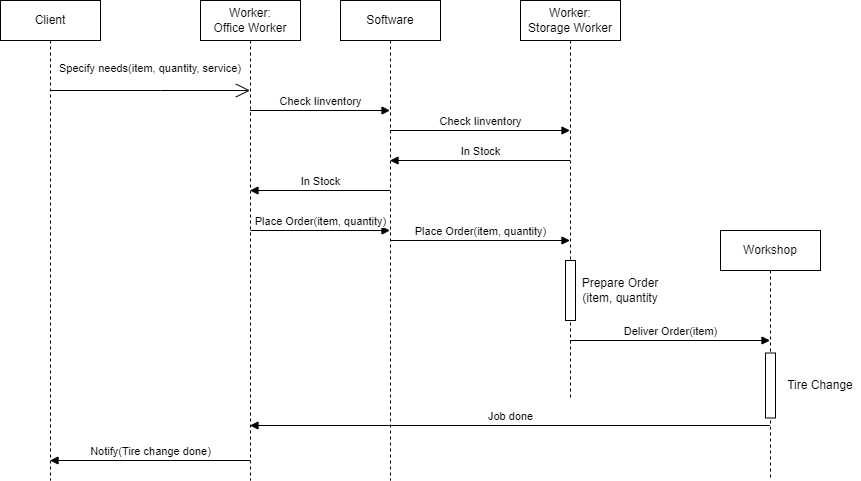 Client
Worker:
Office Worker
Software
Worker:
Storage Worker
Specify needs(item, quantity, service)
Check Iinventory
Check Iinventory
In Stock
In Stock
Place Order(item, quantity)
Place Order(item, quantity)
Workshop
Prepare Order
(item, quantity
Deliver Order(item)
Tire Change
Job done
Notify(Tire change done)